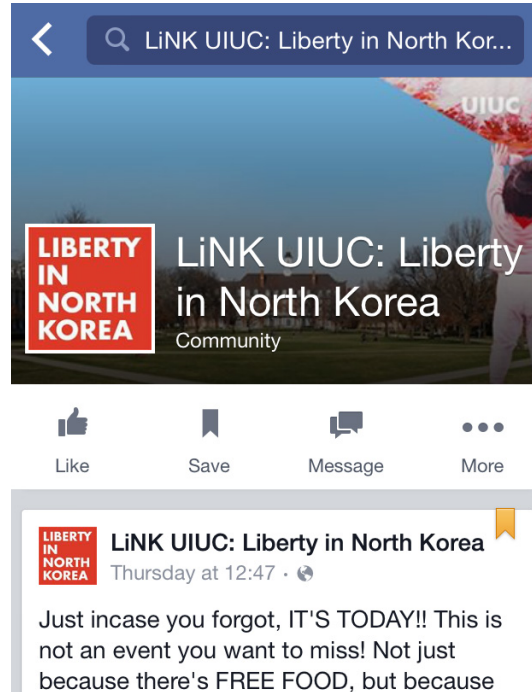 LiNK UIUC: Liberty in North Kor...
UIUC
LIBERTY
IN
NORTH
KOREA
LiNK UIUC: Liberty
in North Korea
Community
Like
Save
Message
More
LIBERTY
IN
NORTH
KOREA
LiNK UIUC: Liberty in North Korea
Thursday at 12:47 ·
Just incase you forgot, IT'S TODAY!! This is
not an event you want to miss! Not just
because there's FREE FOOD, but because